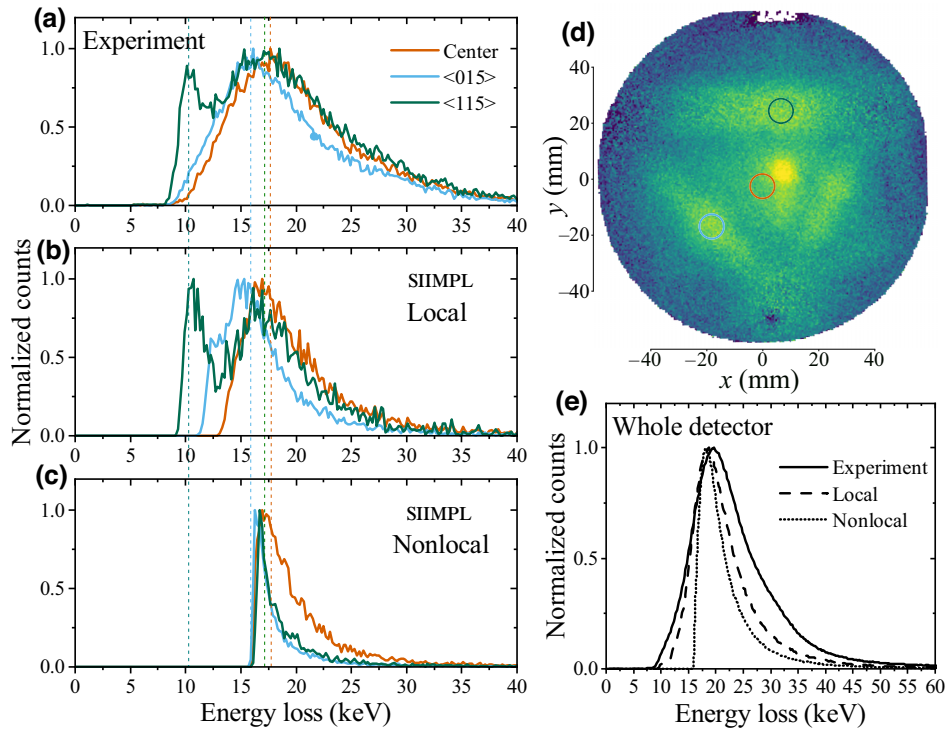 (a)
Experiment
Center
<015>
<115>
1.0
0.5
0.0
0 5 10 15 20 25 30 35 40
(b)
SIIMPL
Local
1.0
0.5
0.0
0 5 10 15 20 25 30 35 40
(c)
SIIMPL
Nonlocal
1.0
0.5
0.0
0 5 10 15 20 25 30 35 40
Normalized counts
Energy loss (keV)
(d)
40
20
0
−20
−40
y (mm)
−40 −20 0 20 40
x (mm)
(e)
Whole detector
Experiment
Local
Nonlocal
1.0
0.5
0.0
Normalized counts
0 5 10 15 20 25 30 35 40 45 50 55 60
Energy loss (keV)